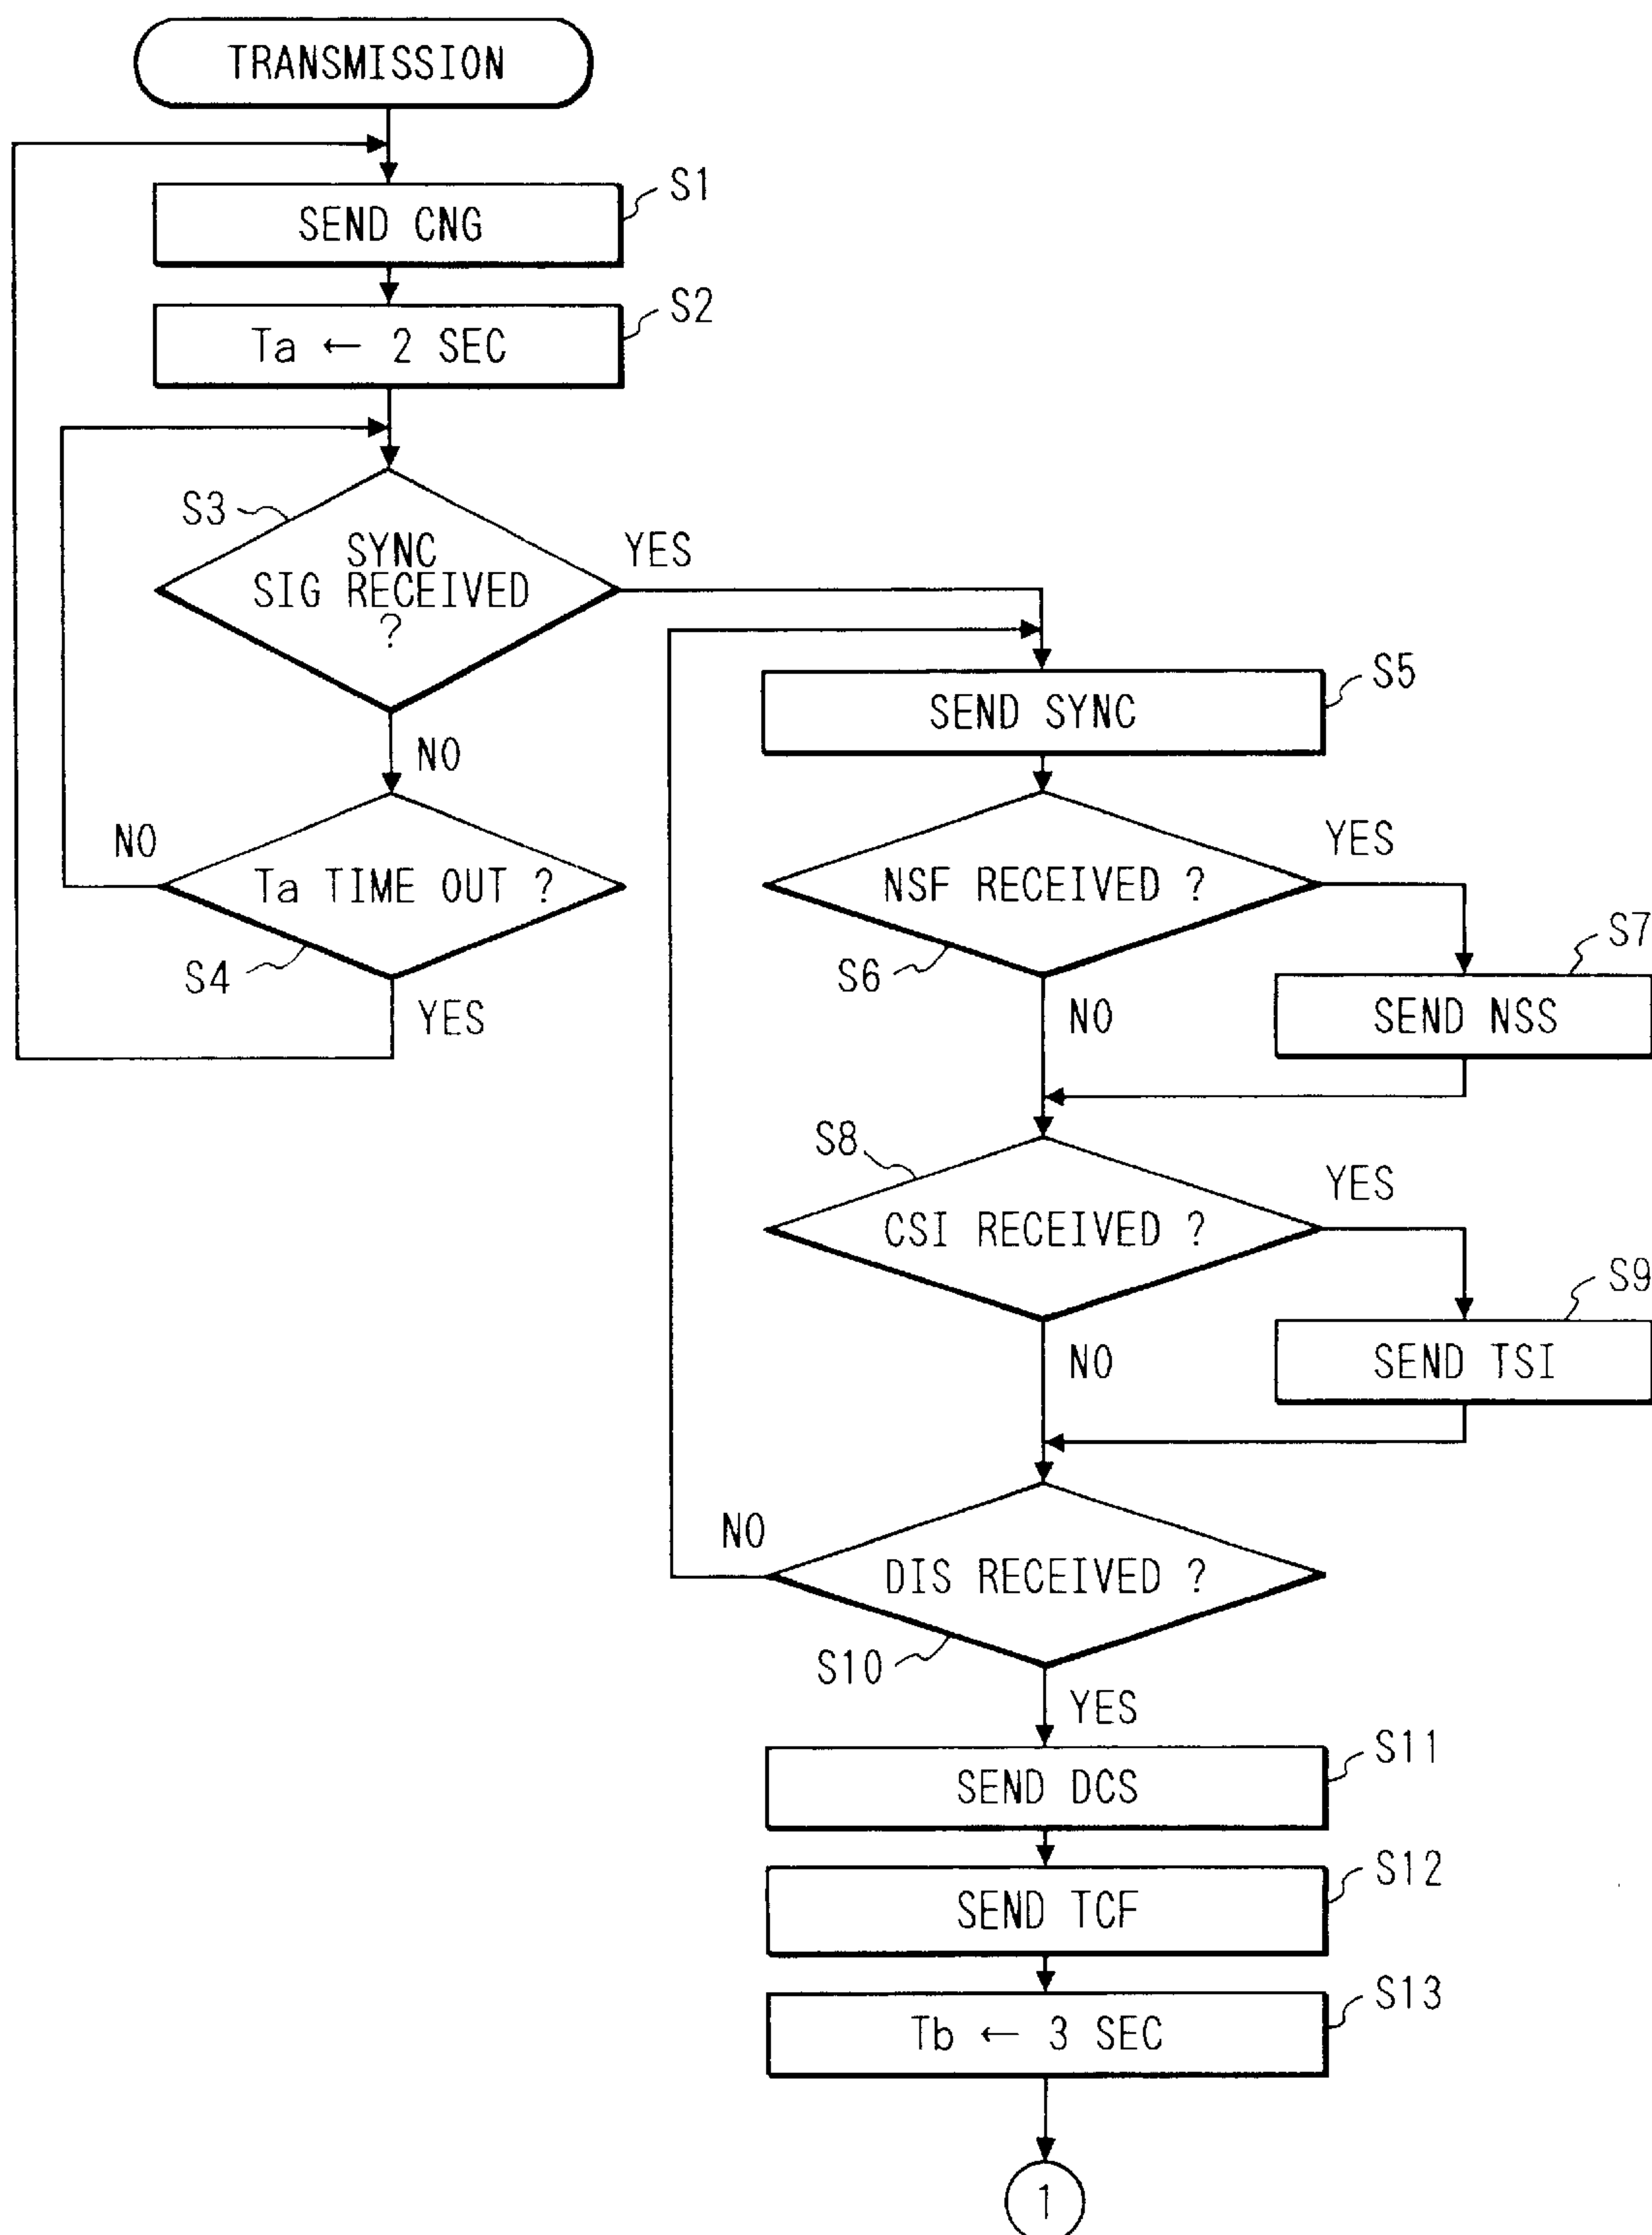 TRANSMISSION
S1
SEND CNG
S2
Ta ← 2 SEC
S3
SYNC
SIG RECEIVED
?
YES
NO
Ta TIME OUT ?
NO
S4
YES
S5
SEND SYNC
NSF RECEIVED ?
YES
S6
NO
S7
SEND NSS
S8
CSI RECEIVED ?
YES
NO
S9
SEND TSI
NO
DIS RECEIVED ?
S10
YES
S11
SEND DCS
S12
SEND TCF
S13
Tb ← 3 SEC
1